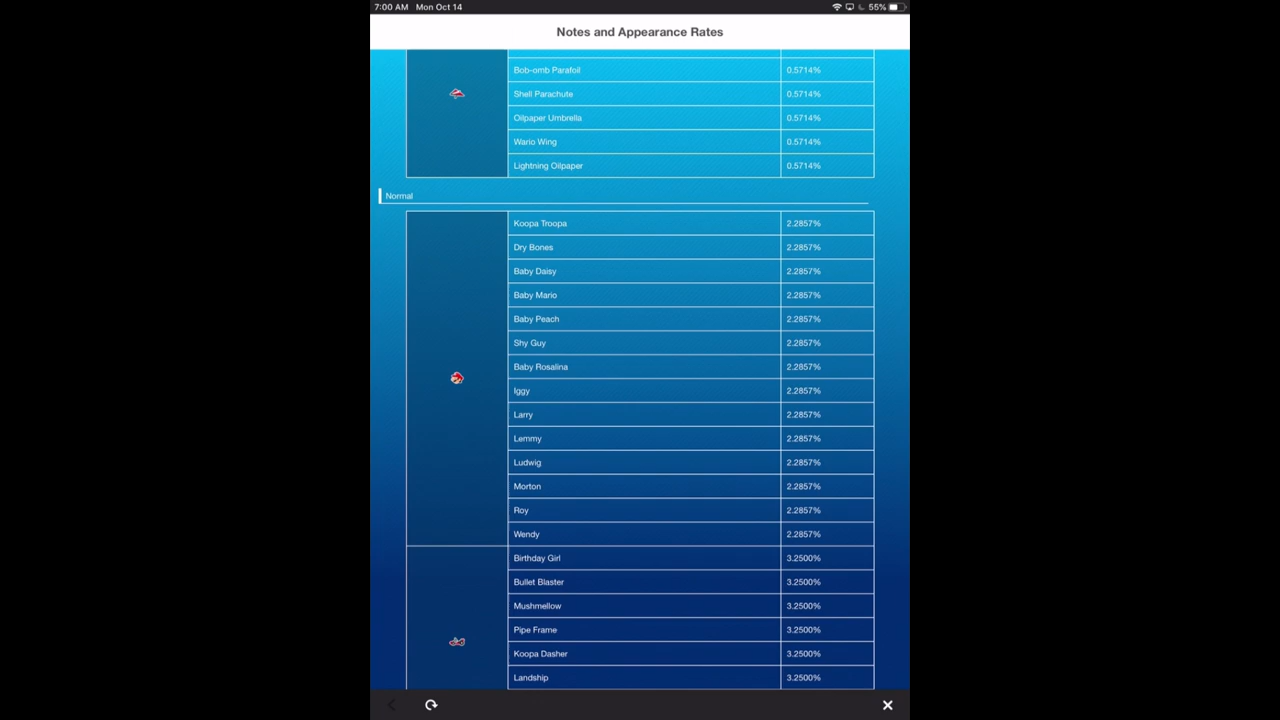 7:00 AM Mon Oct 14 55%
Notes and Appearance Rates
Bob-omb Parafoil 0.5714%
Shell Parachute 0.5714%
Oilpaper Umbrella 0.5714%
Wario Wing 0.5714%
Lightning Oilpaper 0.5714%
Normal
Koopa Troopa 2.2857%
Dry Bones 2.2857%
Baby Daisy 2.2857%
Baby Mario 2.2857%
Baby Peach 2.2857%
Shy Guy 2.2857%
Baby Rosalina 2.2857%
Iggy 2.2857%
Larry 2.2857%
Lemmy 2.2857%
Ludwig 2.2857%
Morton 2.2857%
Roy 2.2857%
Wendy 2.2857%
Birthday Girl 3.2500%
Bullet Blaster 3.2500%
Mushmellow 3.2500%
Pipe Frame 3.2500%
Koopa Dasher 3.2500%
Landship 3.2500%